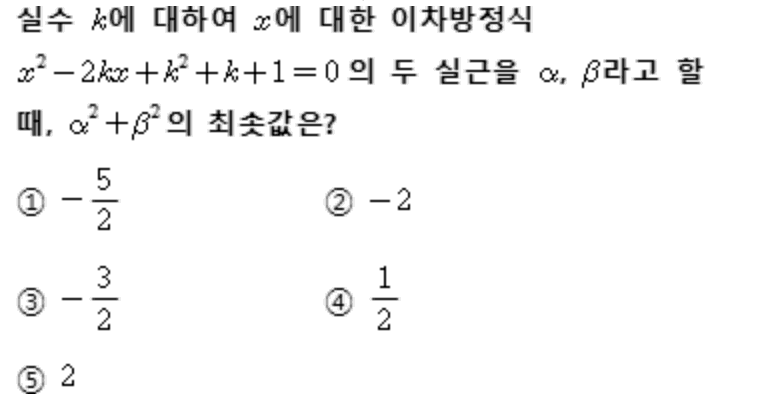 실수 k에 대하여 x에 대한 이차방정식
x²−2kx+k²+k+1=0의 두 실근을 α, β라고 할
때, α²+β²의 최솟값은?
① −5/2 ② −2
③ −3/2 ④ 1/2
⑤ 2